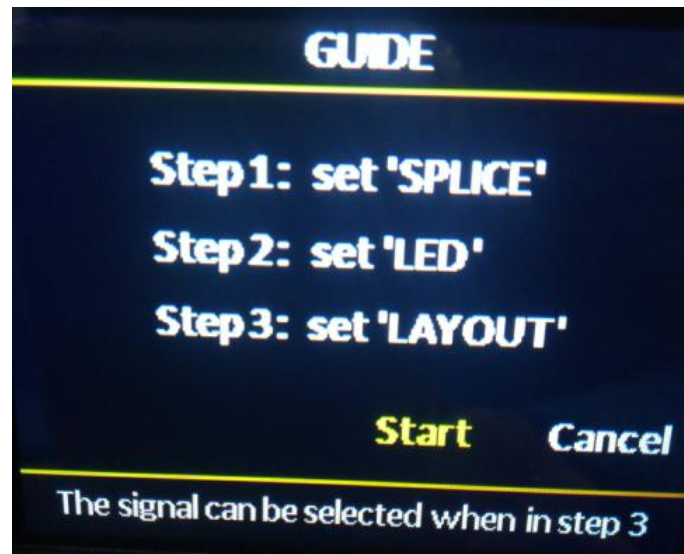 GUIDE
Step1: set 'SPLICE'
Step2: set 'LED'
Step3: set 'LAYOUT'
Start Cancel
The signal can be selected when in step 3